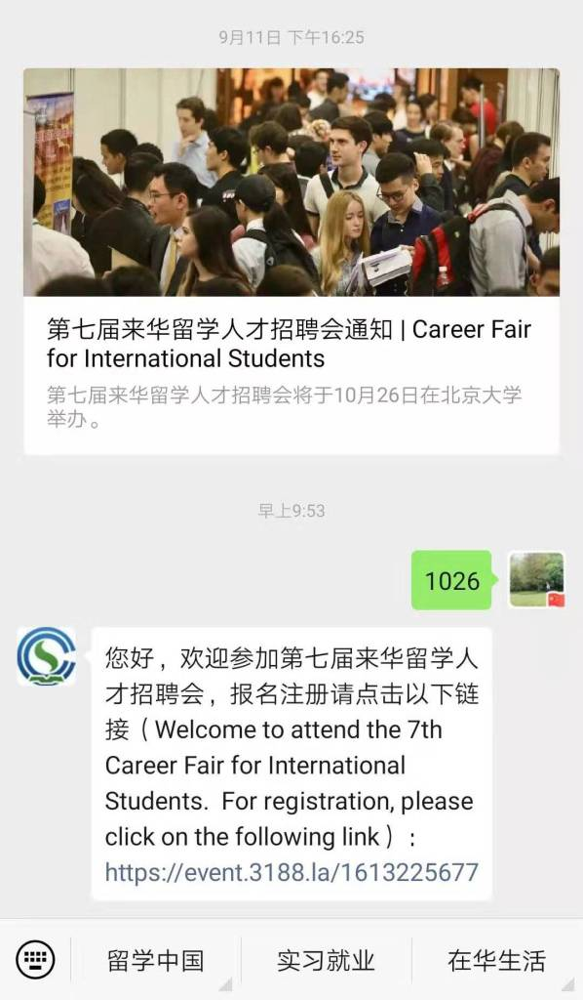 9月11日 下午16:25
第七届来华留学人才招聘会通知 | Career Fair
for International Students
第七届来华留学人才招聘会将于10月26日在北京大学
举办。
早上9:53
1026
您好，欢迎参加第七届来华留学人
才招聘会，报名注册请点击以下链
接（Welcome to attend the 7th
Career Fair for International
Students.  For registration, please
click on the following link）:
https://event.3188.la/1613225677
留学中国
实习就业
在华生活